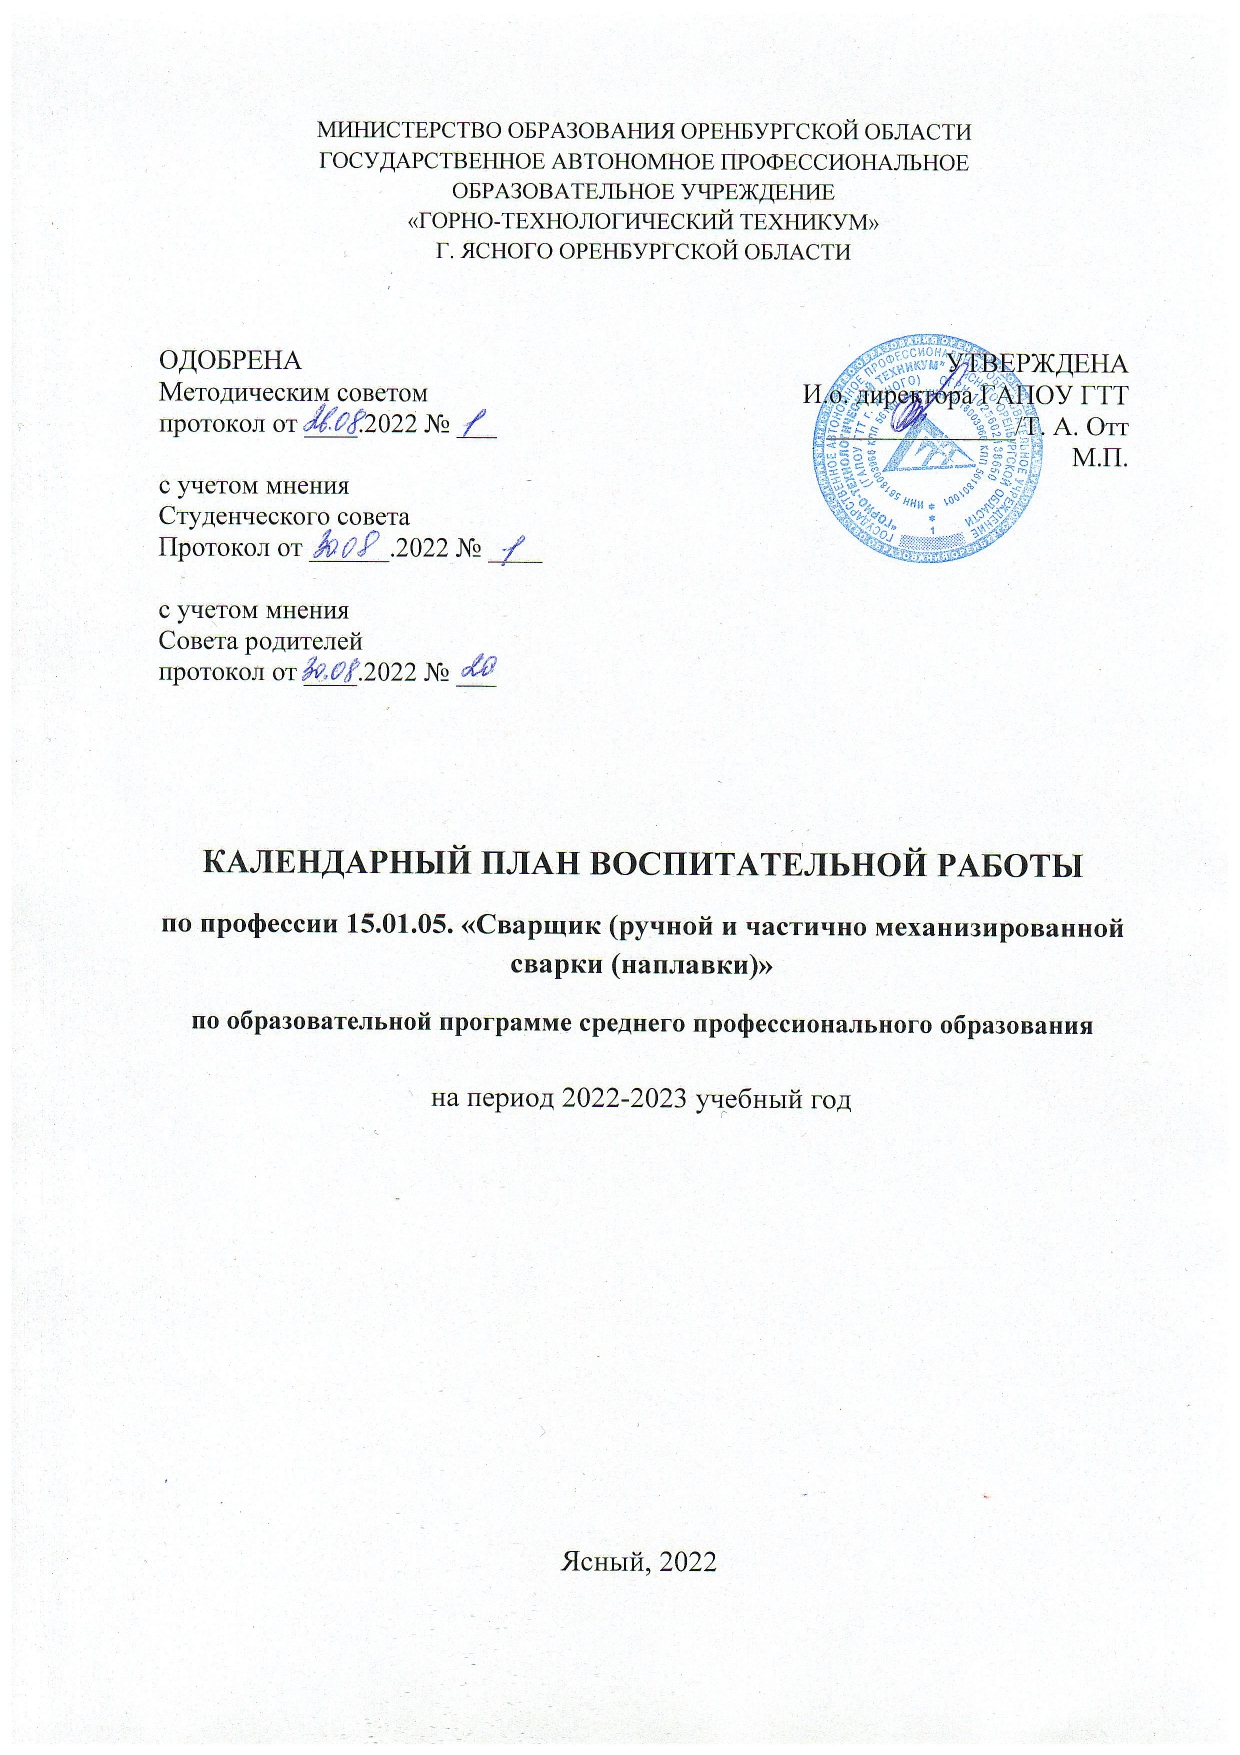 МИНИСТЕРСТВО ОБРАЗОВАНИЯ ОРЕНБУРГСКОЙ ОБЛАСТИ
ГОСУДАРСТВЕННОЕ АВТОНОМНОЕ ПРОФЕССИОНАЛЬНОЕ
ОБРАЗОВАТЕЛЬНОЕ УЧРЕЖДЕНИЕ
«ГОРНО-ТЕХНОЛОГИЧЕСКИЙ ТЕХНИКУМ»
Г. ЯСНОГО ОРЕНБУРГСКОЙ ОБЛАСТИ
ОДОБРЕНА
Методическим советом
протокол от 26.08.2022 № 1
с учетом мнения
Студенческого совета
Протокол от 30 08 .2022 № 1
с учетом мнения
Совета родителей
протокол от 30.08.2022 № 20
УТВЕРЖДЕНА
И.о. директора ГАПОУ ГТТ
/Т. А. Отт
М.П.
КАЛЕНДАРНЫЙ ПЛАН ВОСПИТАТЕЛЬНОЙ РАБОТЫ
по профессии 15.01.05. «Сварщик (ручной и частично механизированной
сварки (наплавки)»
по образовательной программе среднего профессионального образования
на период 2022-2023 учебный год
Ясный, 2022